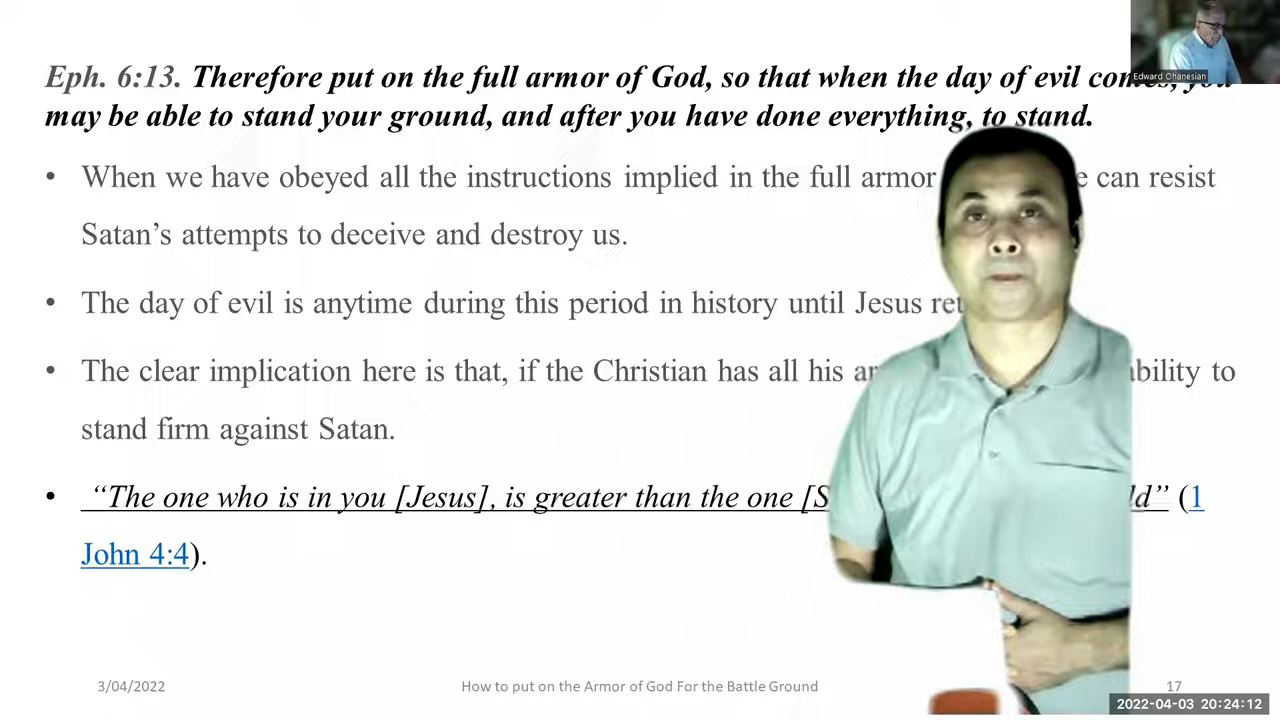 Edward Ohanesian
Eph. 6:13. Therefore put on the full armor of God, so that when the day of evil comes, you
may be able to stand your ground, and after you have done everything, to stand.
• When we have obeyed all the instructions implied in the full armor can resist
Satan’s attempts to deceive and destroy us.
• The day of evil is anytime during this period in history until Jesus
• The clear implication here is that, if the Christian has all his ability to
stand firm against Satan.
• “The one who is in you [Jesus], is greater than the one (1
John 4:4).
3/04/2022 How to put on the Armor of God For the Battle Ground 17
2022-04-03 20:24:12